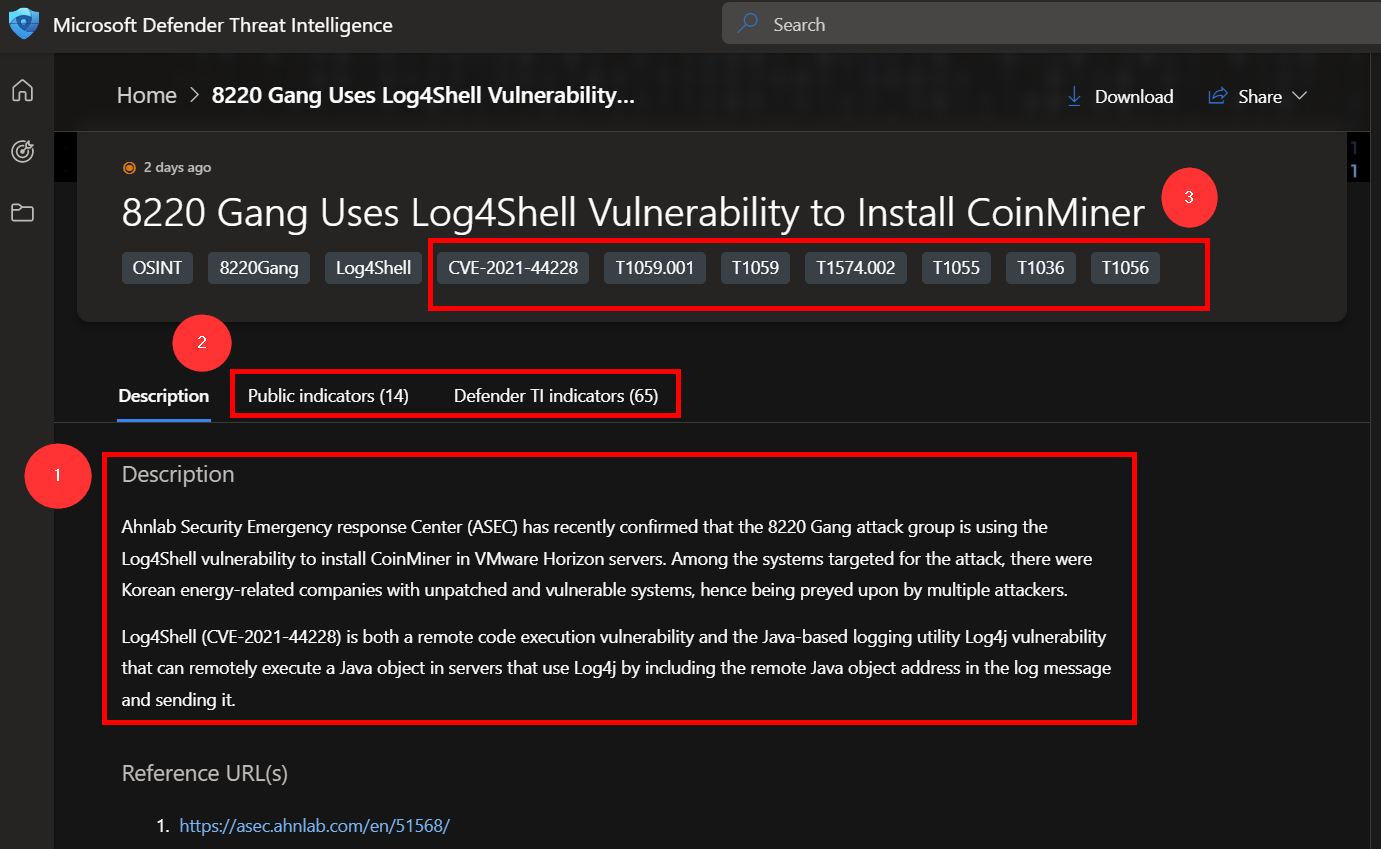 Microsoft Defender Threat Intelligence
Search
Home > 8220 Gang Uses Log4Shell Vulnerability...
Download
Share
2 days ago
8220 Gang Uses Log4Shell Vulnerability to Install CoinMiner
3
1
1
OSINT 8220Gang Log4Shell CVE-2021-44228 T1059.001 T1059 T1574.002 T1055 T1036 T1056
2
Description Public indicators (14) Defender TI indicators (65)
1
Description
Ahnlab Security Emergency response Center (ASEC) has recently confirmed that the 8220 Gang attack group is using the
Log4Shell vulnerability to install CoinMiner in VMware Horizon servers. Among the systems targeted for the attack, there were
Korean energy-related companies with unpatched and vulnerable systems, hence being preyed upon by multiple attackers.
Log4Shell (CVE-2021-44228) is both a remote code execution vulnerability and the Java-based logging utility Log4j vulnerability
that can remotely execute a Java object in servers that use Log4j by including the remote Java object address in the log message
and sending it.
Reference URL(s)
1. https://asec.ahnlab.com/en/51568/